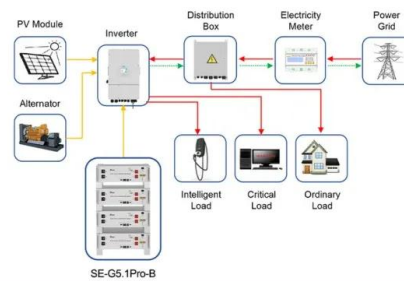 PV Module
Inverter
Distribution
Box
Electricity
Meter
Power
Grid
Alternator
Intelligent
Load
Critical
Load
Ordinary
Load
SE-G5.1Pro-B